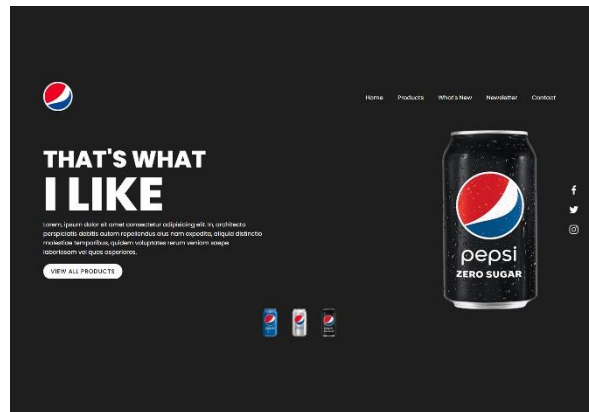 Home Products What's New Newsletter Contact
THAT'S WHAT
I LIKE
Lorem, ipsum dolor sit amet consectetur adipisicing elit. In, architecto
perspiciatis debitis autem repellendus eius nam expedita, aliquid distinctio
molestiae temporibus, quidem voluptates rerum veniam saepe
laboriosam vel quas asperiores.
VIEW ALL PRODUCTS
pepsi
ZERO SUGAR